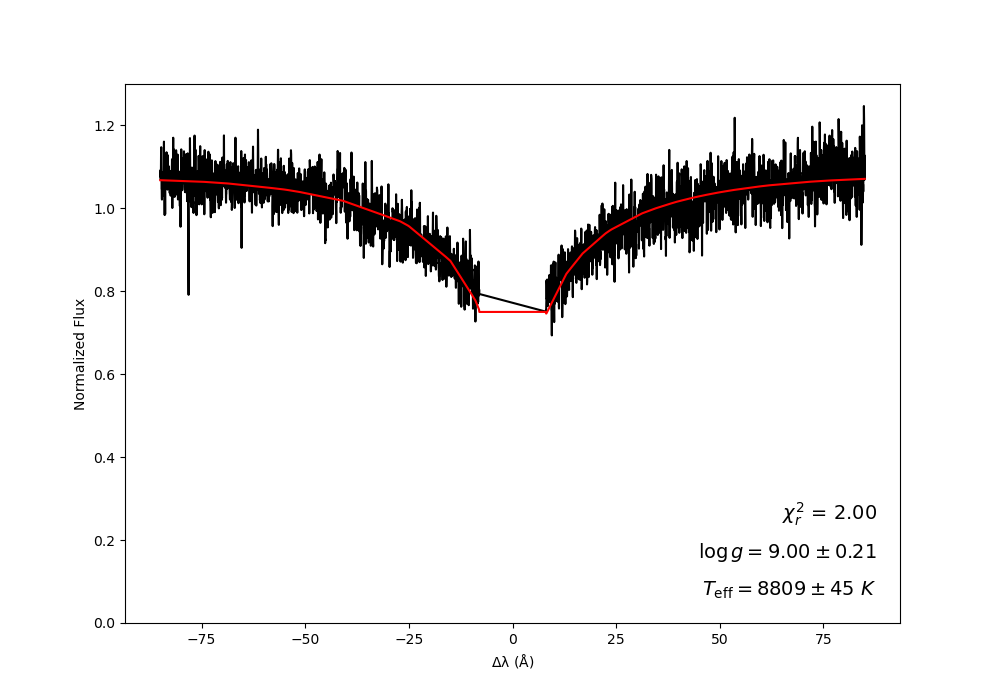 1.2
1.0
0.8
0.6
0.4
0.2
0.0
Normalized Flux
χ²ᵣ = 2.00
log g = 9.00 ± 0.21
T_eff = 8809 ± 45 K
−75 −50 −25 0 25 50 75
Δλ (Å)